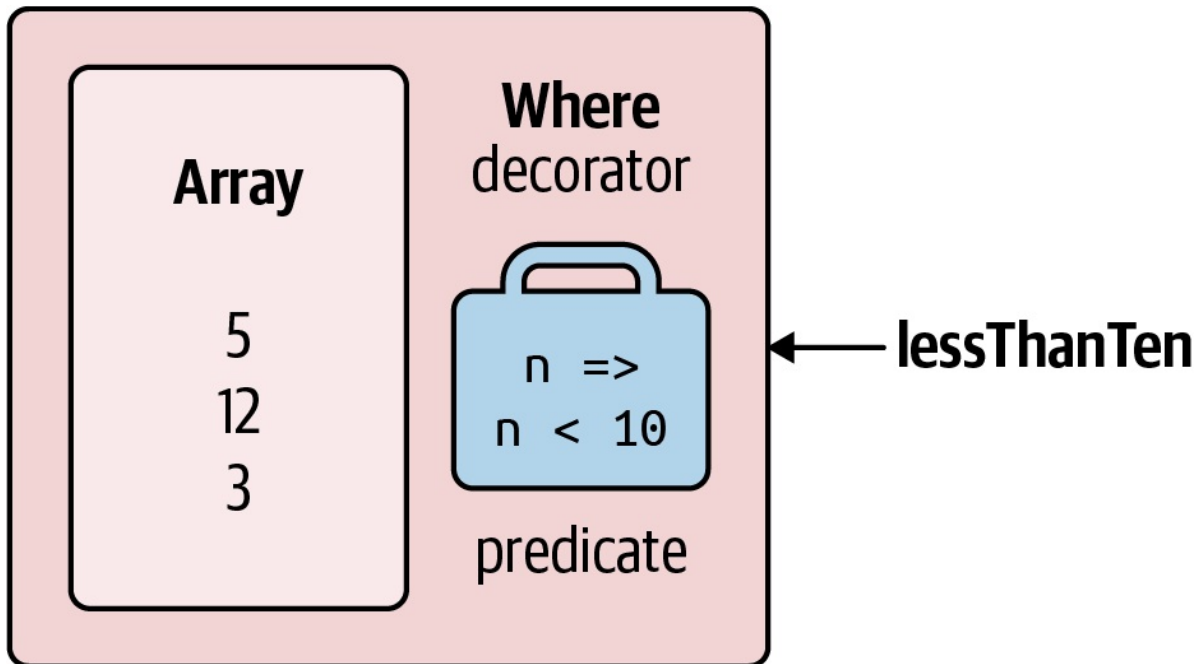 Array
5
12
3
Where
decorator
n =>
n < 10
predicate
lessThanTen